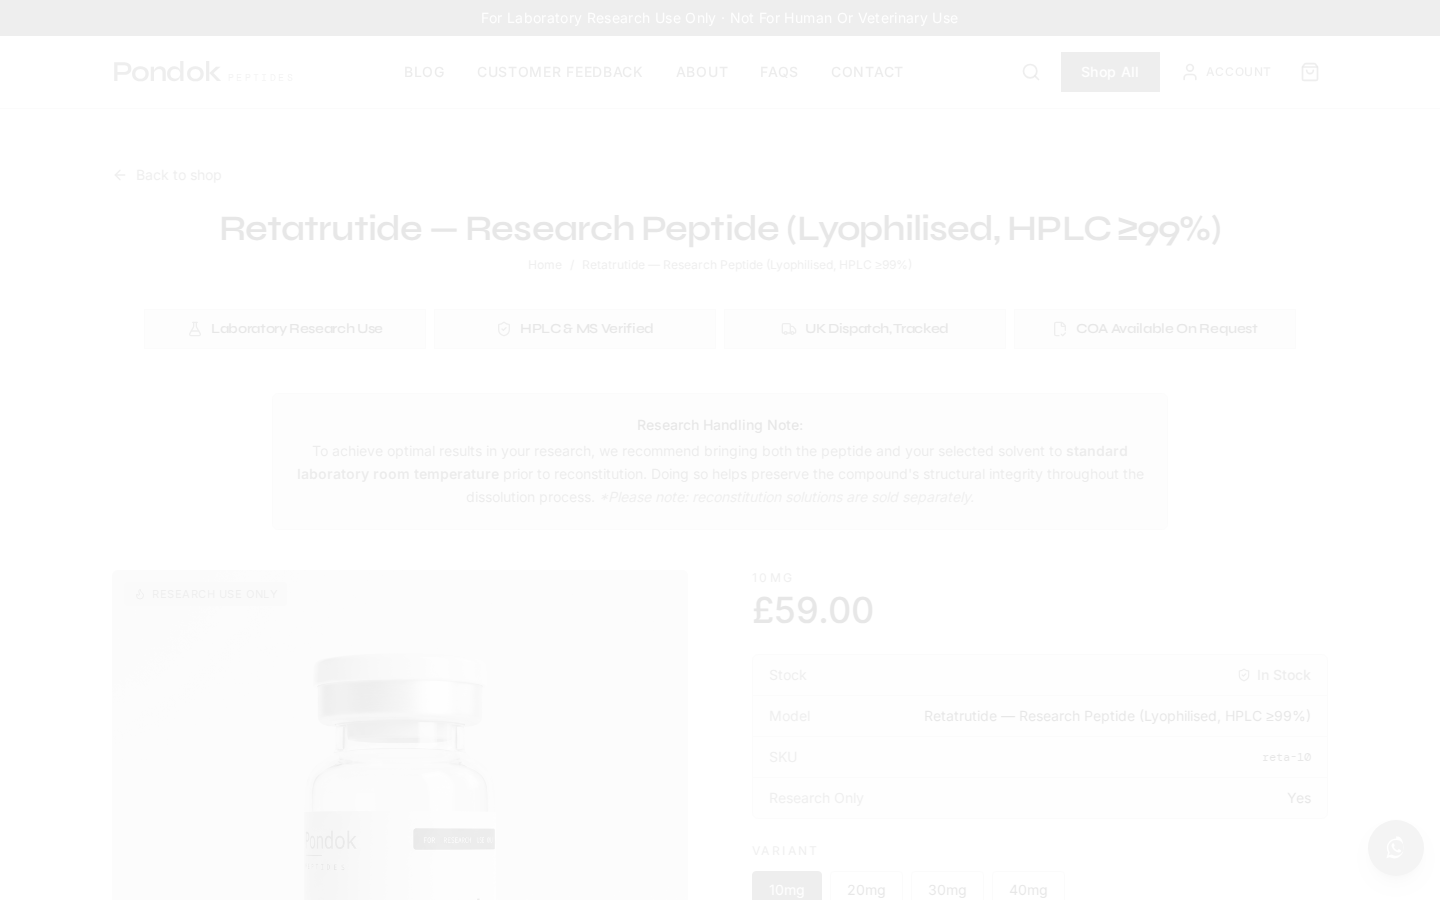 For Laboratory Research Use Only · Not For Human Or Veterinary Use
Pondok PEPTIDES
BLOG
CUSTOMER FEEDBACK
ABOUT
FAQS
CONTACT
Shop All
ACCOUNT
Back to shop
Retatrutide — Research Peptide (Lyophilised, HPLC ≥99%)
Home / Retatrutide — Research Peptide (Lyophilised, HPLC ≥99%)
Laboratory Research Use
HPLC & MS Verified
UK Dispatch, Tracked
COA Available On Request
Research Handling Note:
To achieve optimal results in your research, we recommend bringing both the peptide and your selected solvent to standard
laboratory room temperature prior to reconstitution. Doing so helps preserve the compound's structural integrity throughout the
dissolution process. *Please note: reconstitution solutions are sold separately.
RESEARCH USE ONLY
Pondok
10MG
£59.00
Stock
In Stock
Model
Retatrutide — Research Peptide (Lyophilised, HPLC ≥99%)
SKU
reta-10
Research Only
Yes
VARIANT
10mg
20mg
30mg
40mg